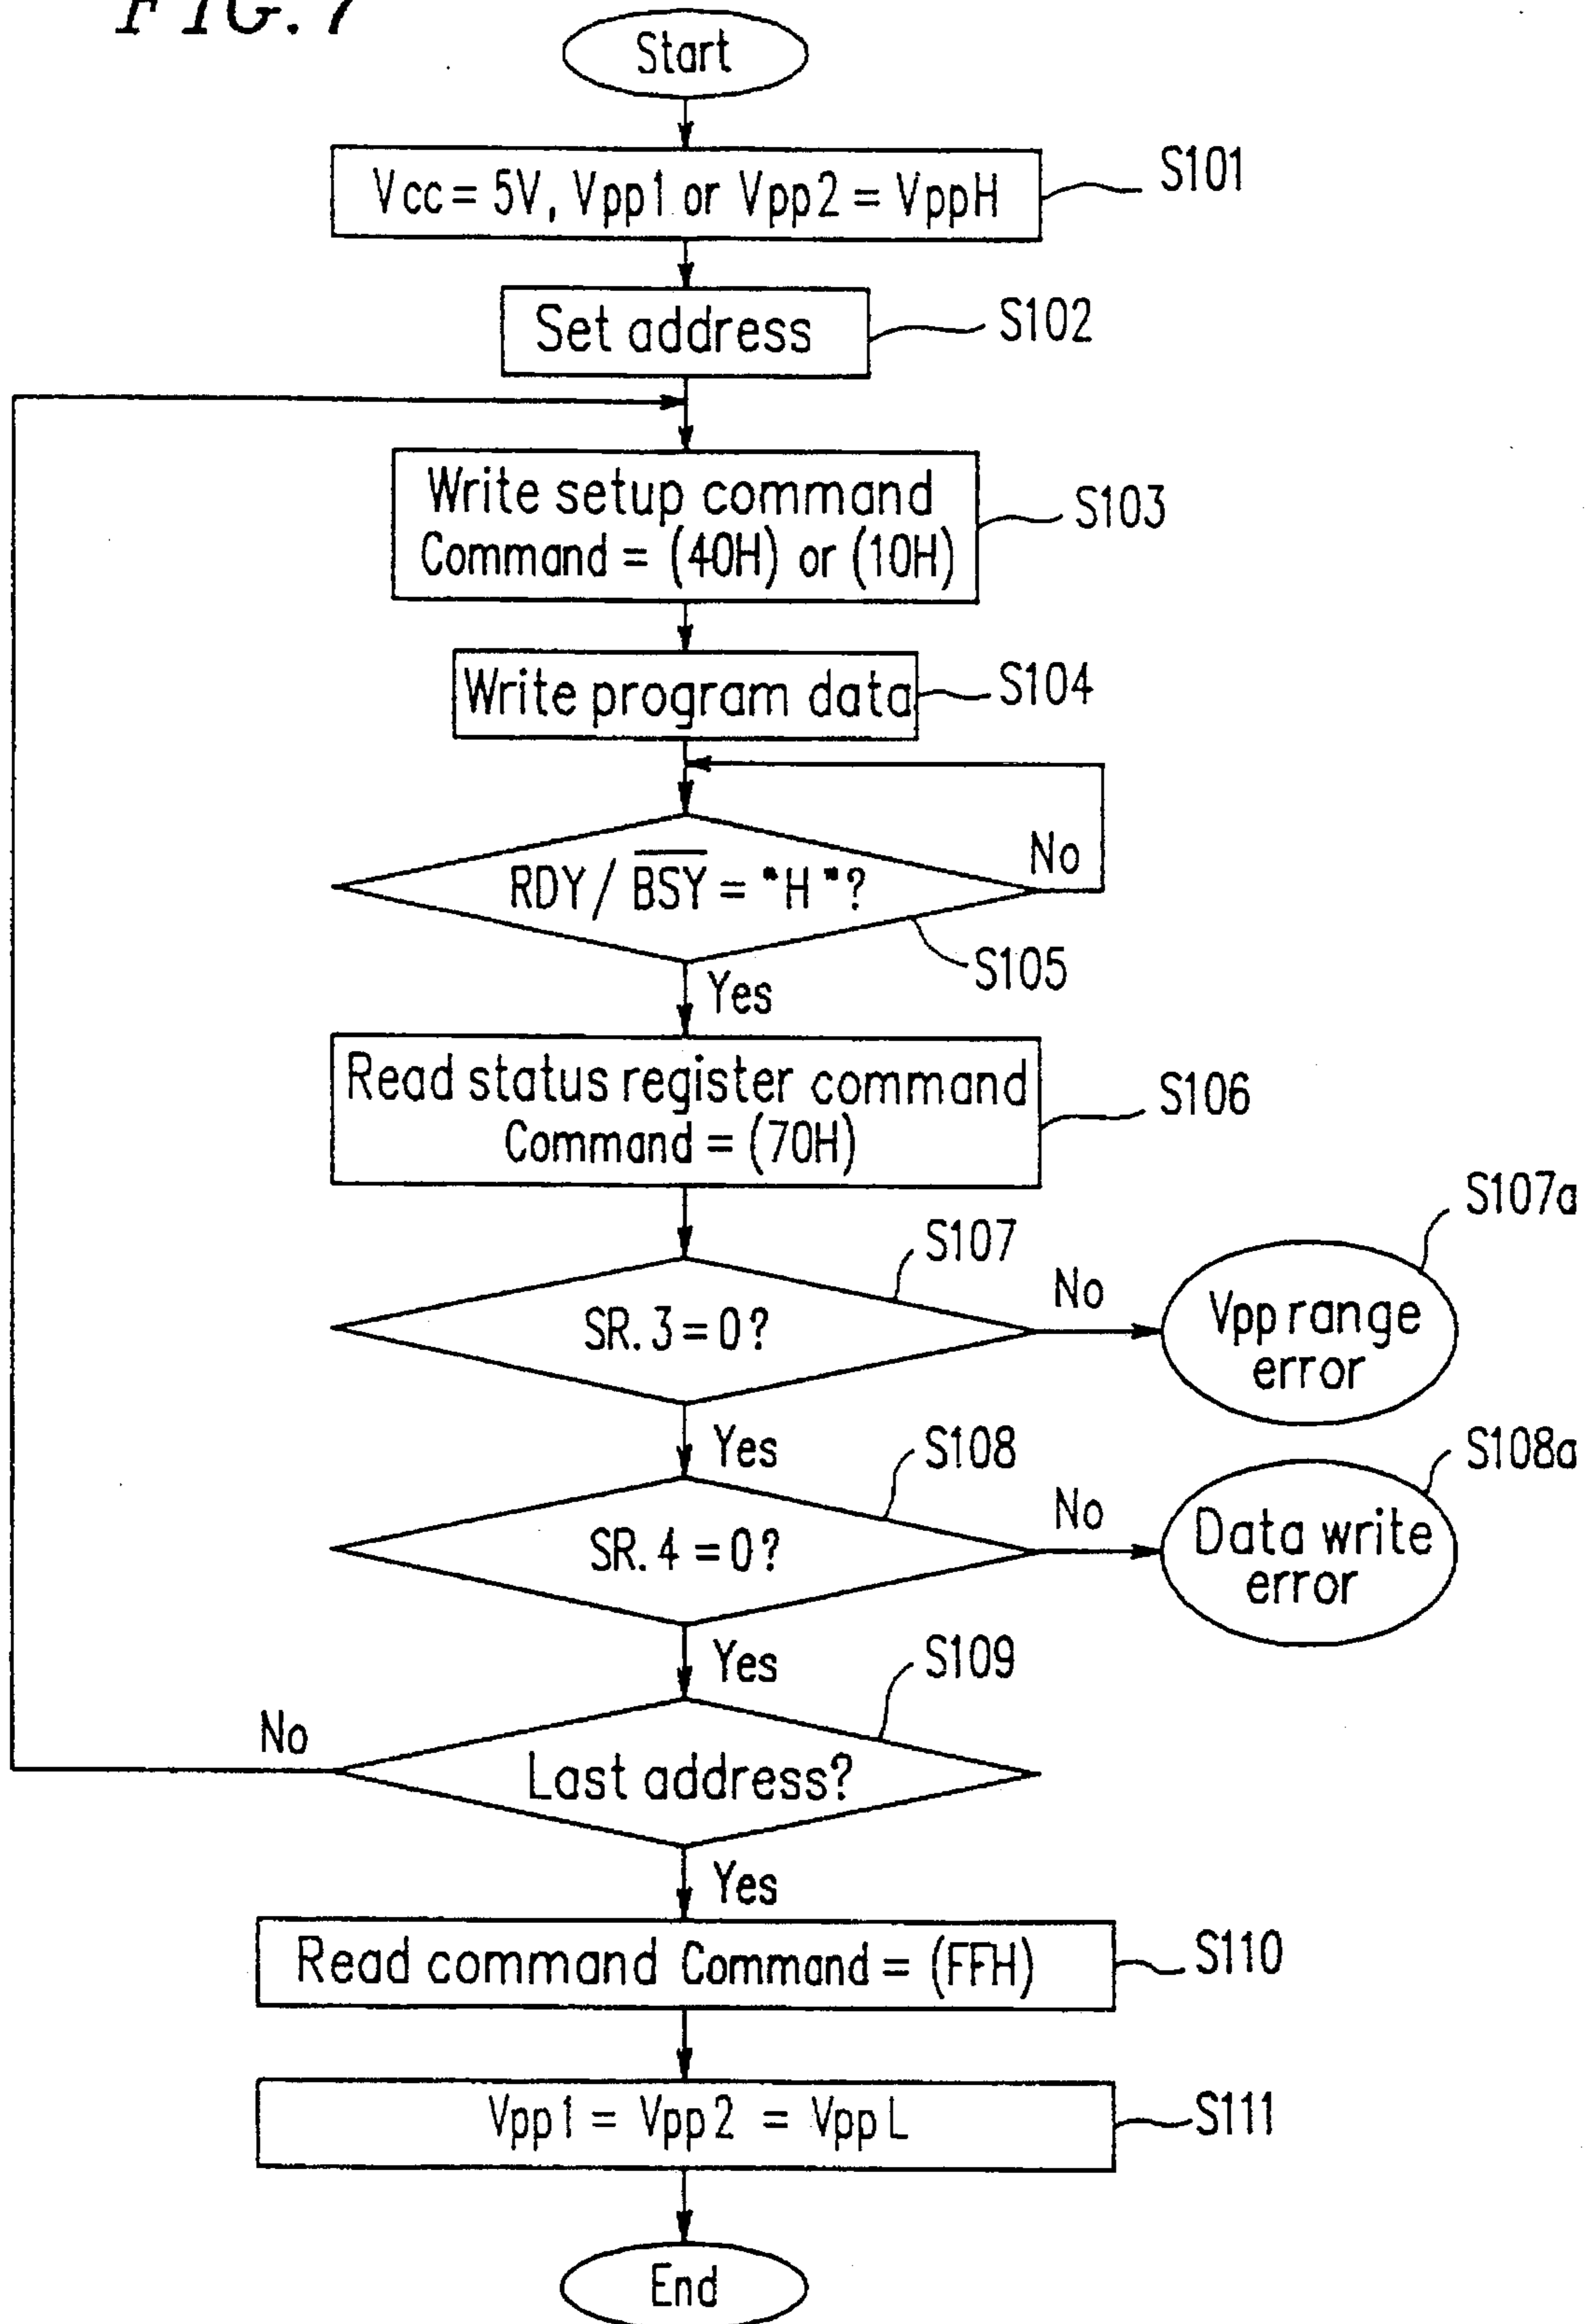 FIG. 7
Start
Vcc = 5V, Vpp1 or Vpp2 = VppH
S101
Set address
S102
Write setup command
Command = (40H) or (10H)
S103
Write program data
S104
RDY / B̅S̅Y̅ = "H"?
No
S105
Yes
Read status register command
Command = (70H)
S106
S107
SR.3=0?
No
Vpp range
error
S107a
Yes
S108
SR.4=0?
No
Data write
error
S108a
Yes
S109
Last address?
No
Yes
Read command Command = (FFH)
S110
Vpp1 = Vpp2 = VppL
S111
End